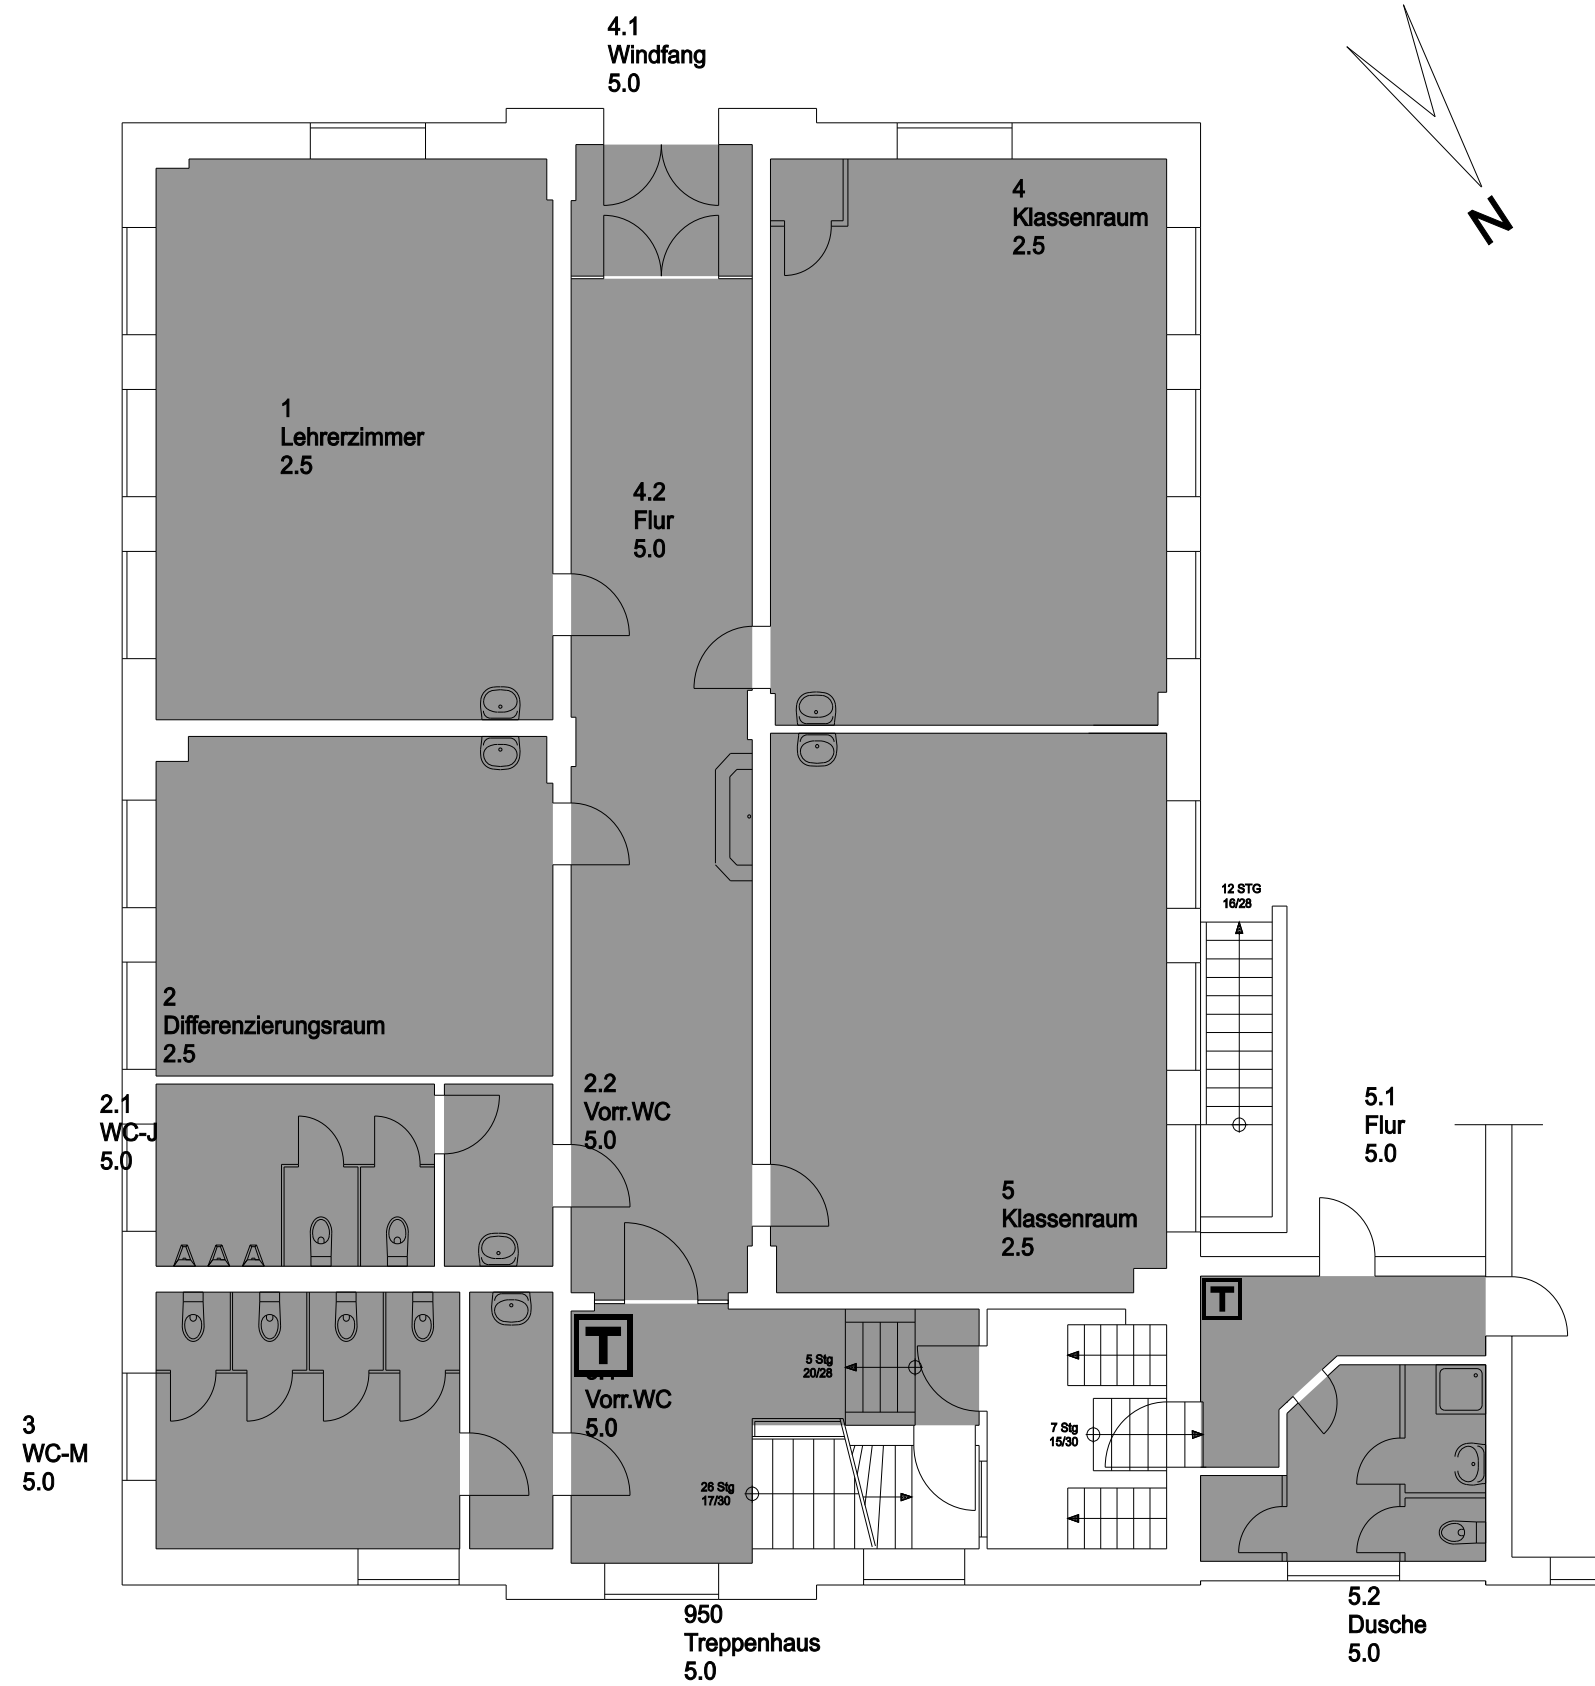 4.1
Windfang
5.0
N
4
Klassenraum
2.5
1
Lehrerzimmer
2.5
4.2
Flur
5.0
12 STG
16/28
2
Differenzierungsraum
2.5
2.2
Vorr.WC
5.0
2.1
WC-J
5.0
5.1
Flur
5.0
5
Klassenraum
2.5
T
T
Vorr.WC
5.0
5 Stg
20/28
3
WC-M
5.0
7 Stg
15/30
26 Stg
17/30
950
Treppenhaus
5.0
5.2
Dusche
5.0